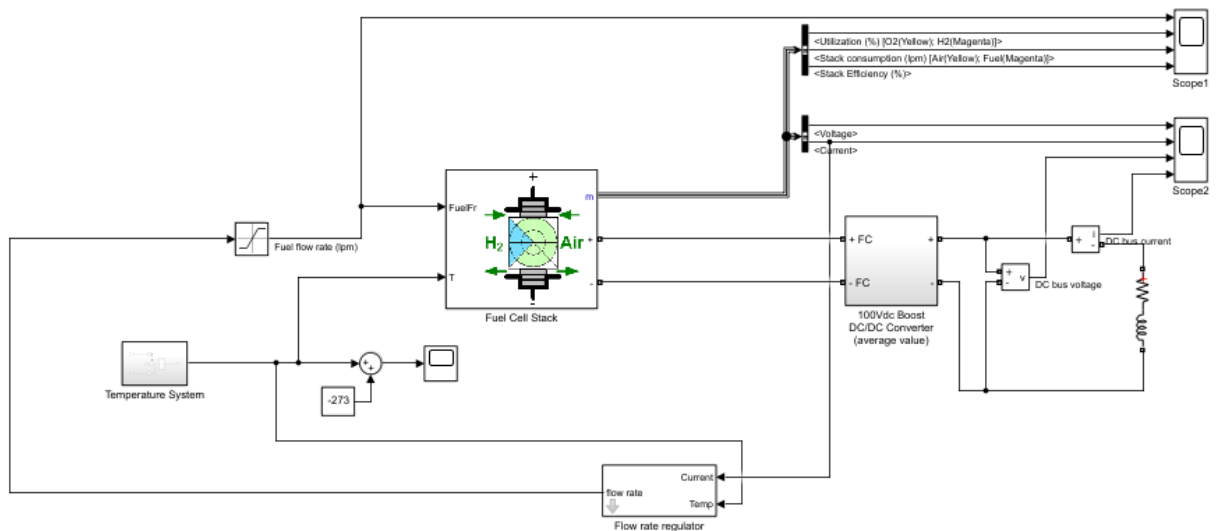 <Utilization (%) [O2(Yellow); H2(Magenta)]>
<Stack consumption (lpm) [Air(Yellow); Fuel(Magenta)]>
<Stack Efficiency (%)>
Scope1
<Voltage>
<Current>
Scope2
+
m
FuelFr
H2
Air
+
T
-
-
Fuel Cell Stack
Fuel flow rate (lpm)
+ FC
+
- FC
-
100Vdc Boost
DC/DC Converter
(average value)
+
i
-
DC bus current
+
v
-
DC bus voltage
Temperature System
+
+
-273
Current
flow rate
Temp
Flow rate regulator